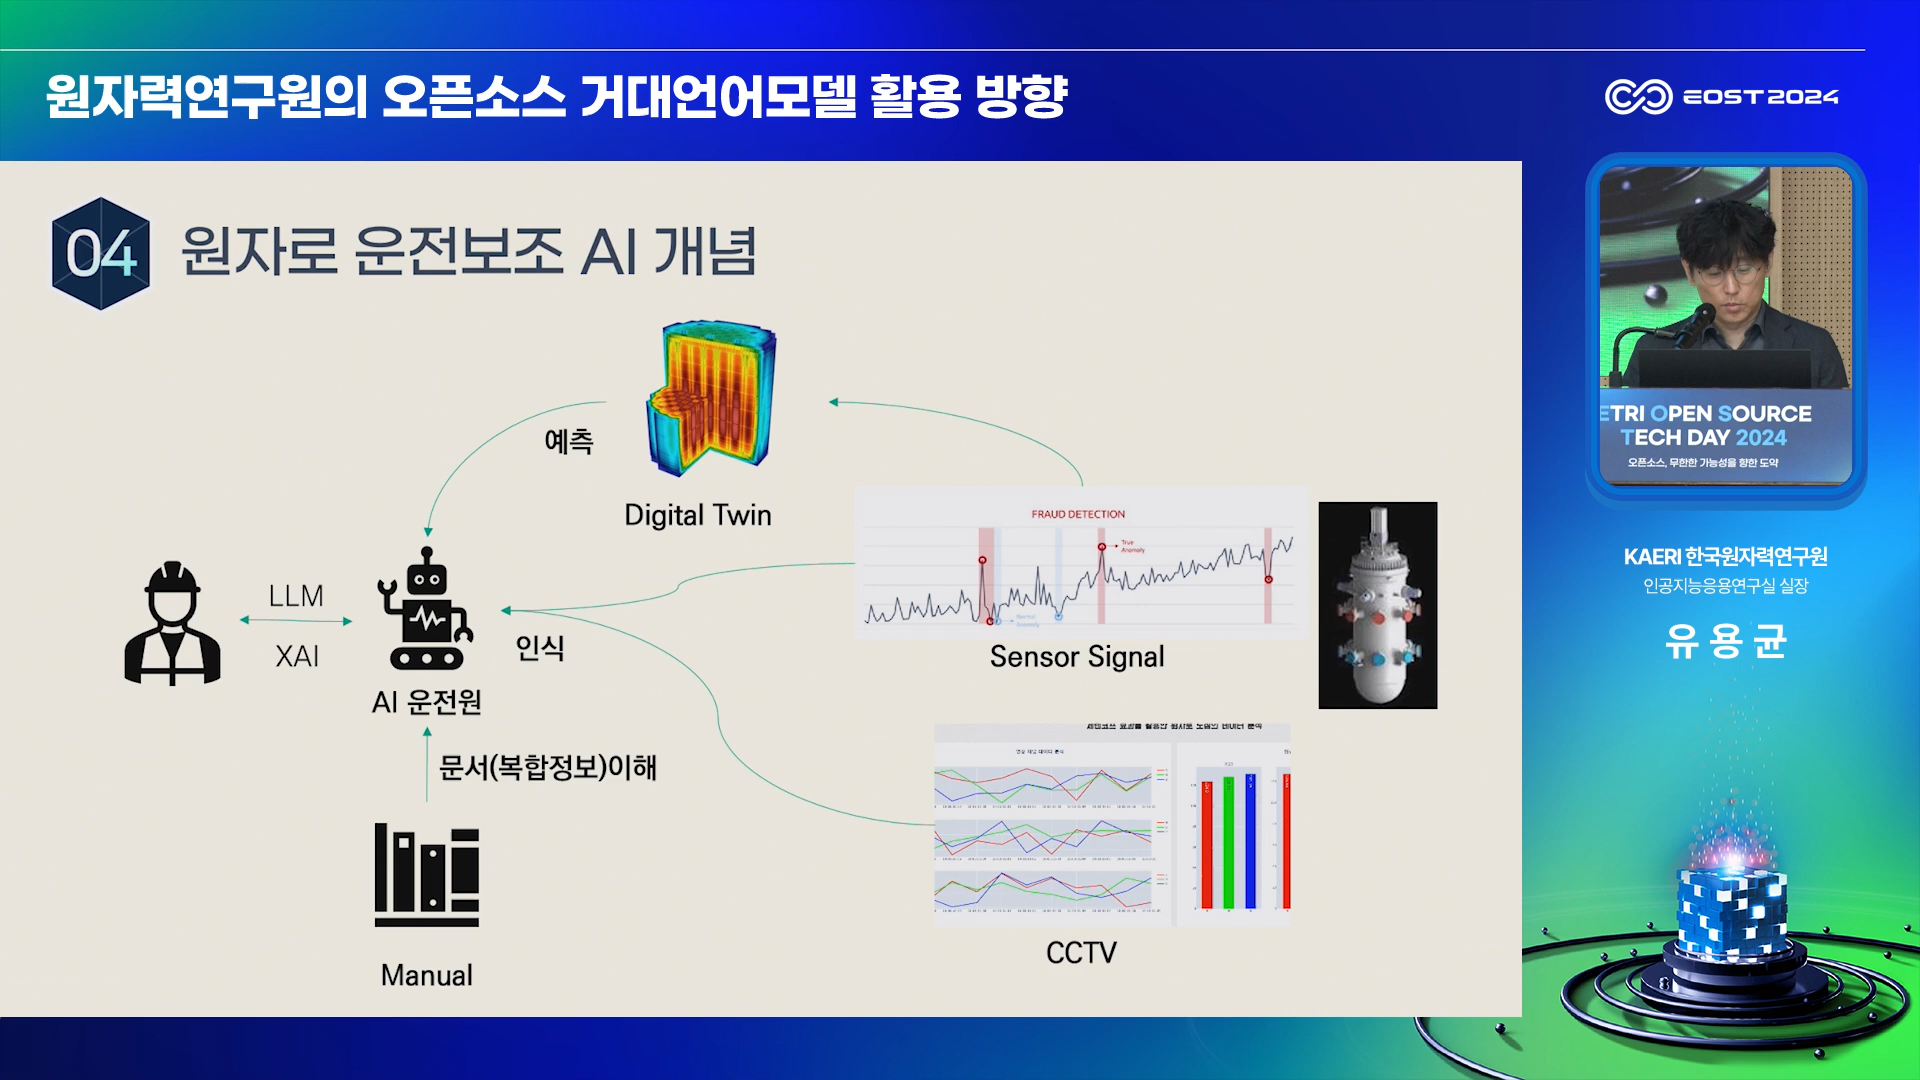 원자력연구원의 오픈소스 거대언어모델 활용 방향
EOST 2024
04 원자로 운전보조 AI 개념
예측
Digital Twin
FRAUD DETECTION
True
Anomaly
Normal
Anomaly
Sensor Signal
LLM
XAI
인식
AI 운전원
문서(복합정보)이해
Manual
CCTV
ETRI OPEN SOURCE
TECH DAY 2024
오픈소스, 무한한 가능성을 향한 도약
KAERI 한국원자력연구원
인공지능응용연구실 실장
유용균